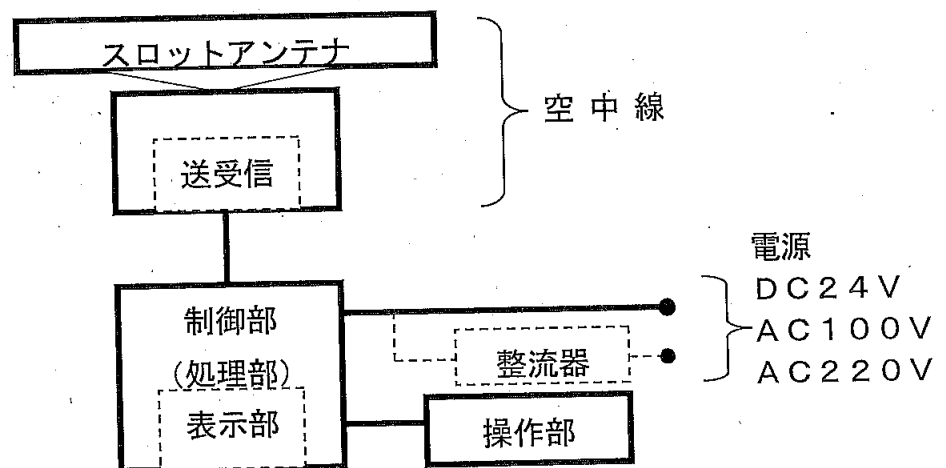 スロットアンテナ
空中線
送受信
電源
DC24V
制御部
AC100V
(処理部)
整流器
AC220V
表示部
操作部